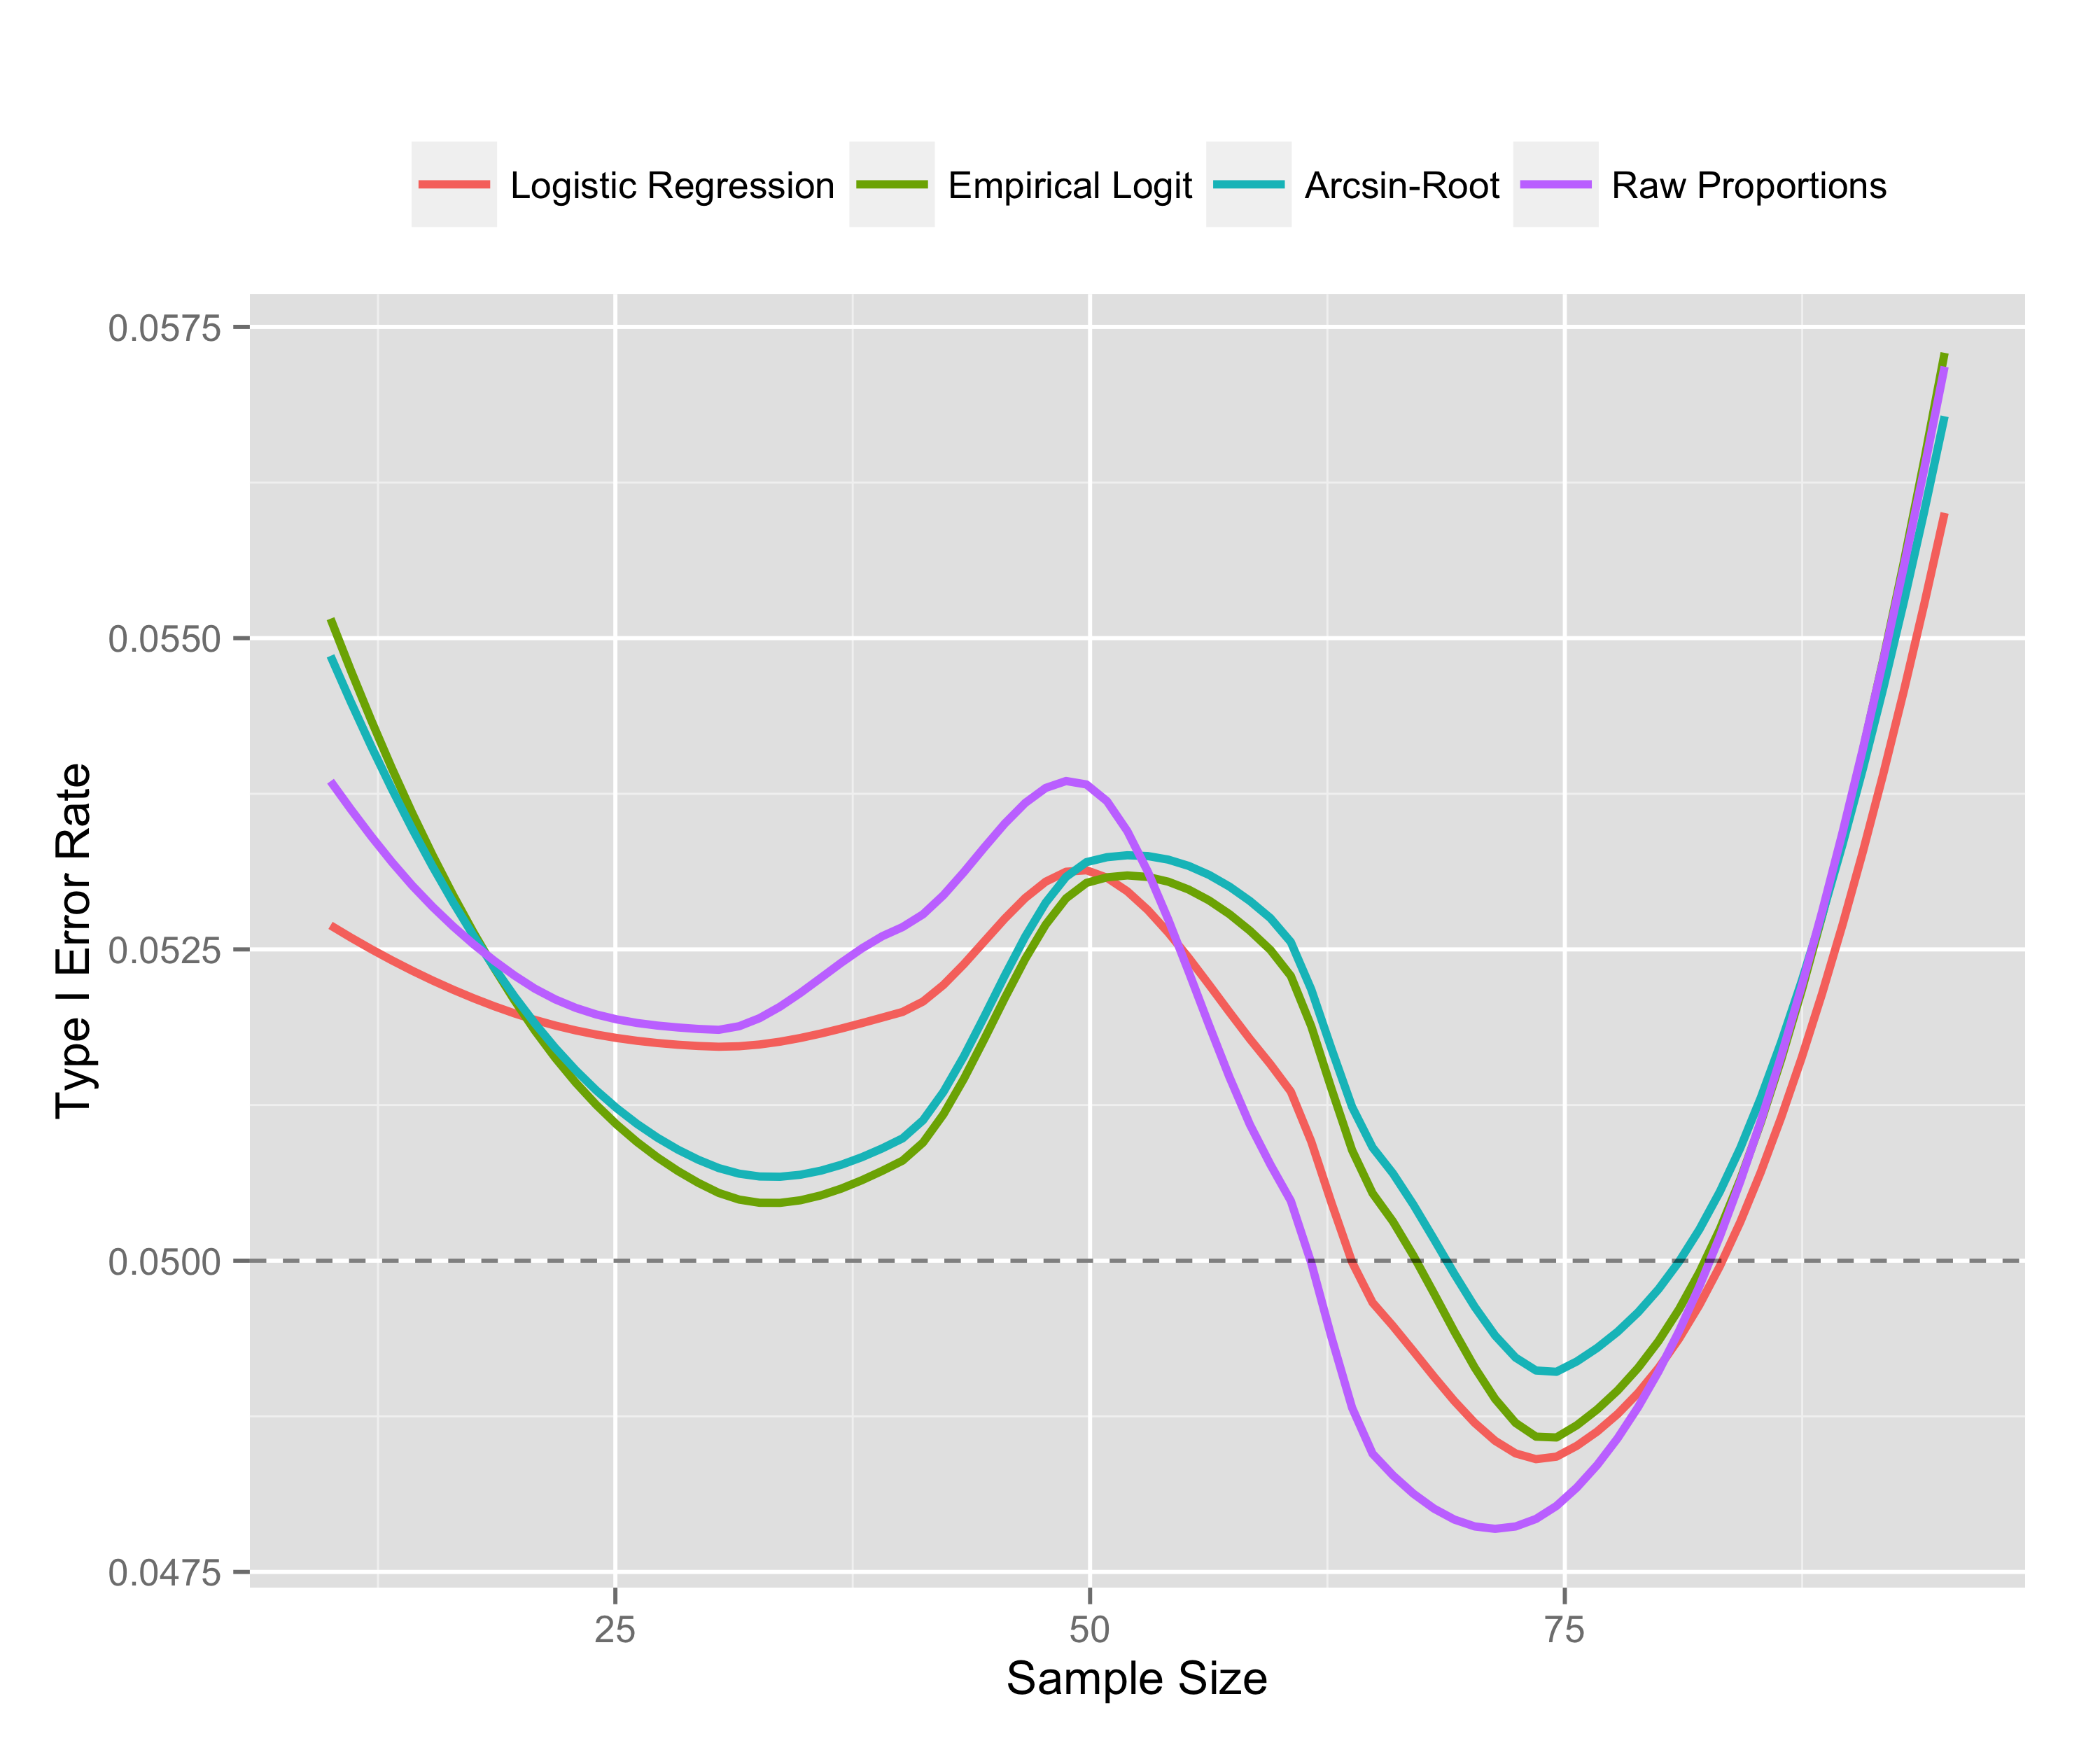 Logistic Regression Empirical Logit Arcsin-Root Raw Proportions
0.0575
0.0550
0.0525
0.0500
0.0475
Type I Error Rate
25 50 75
Sample Size